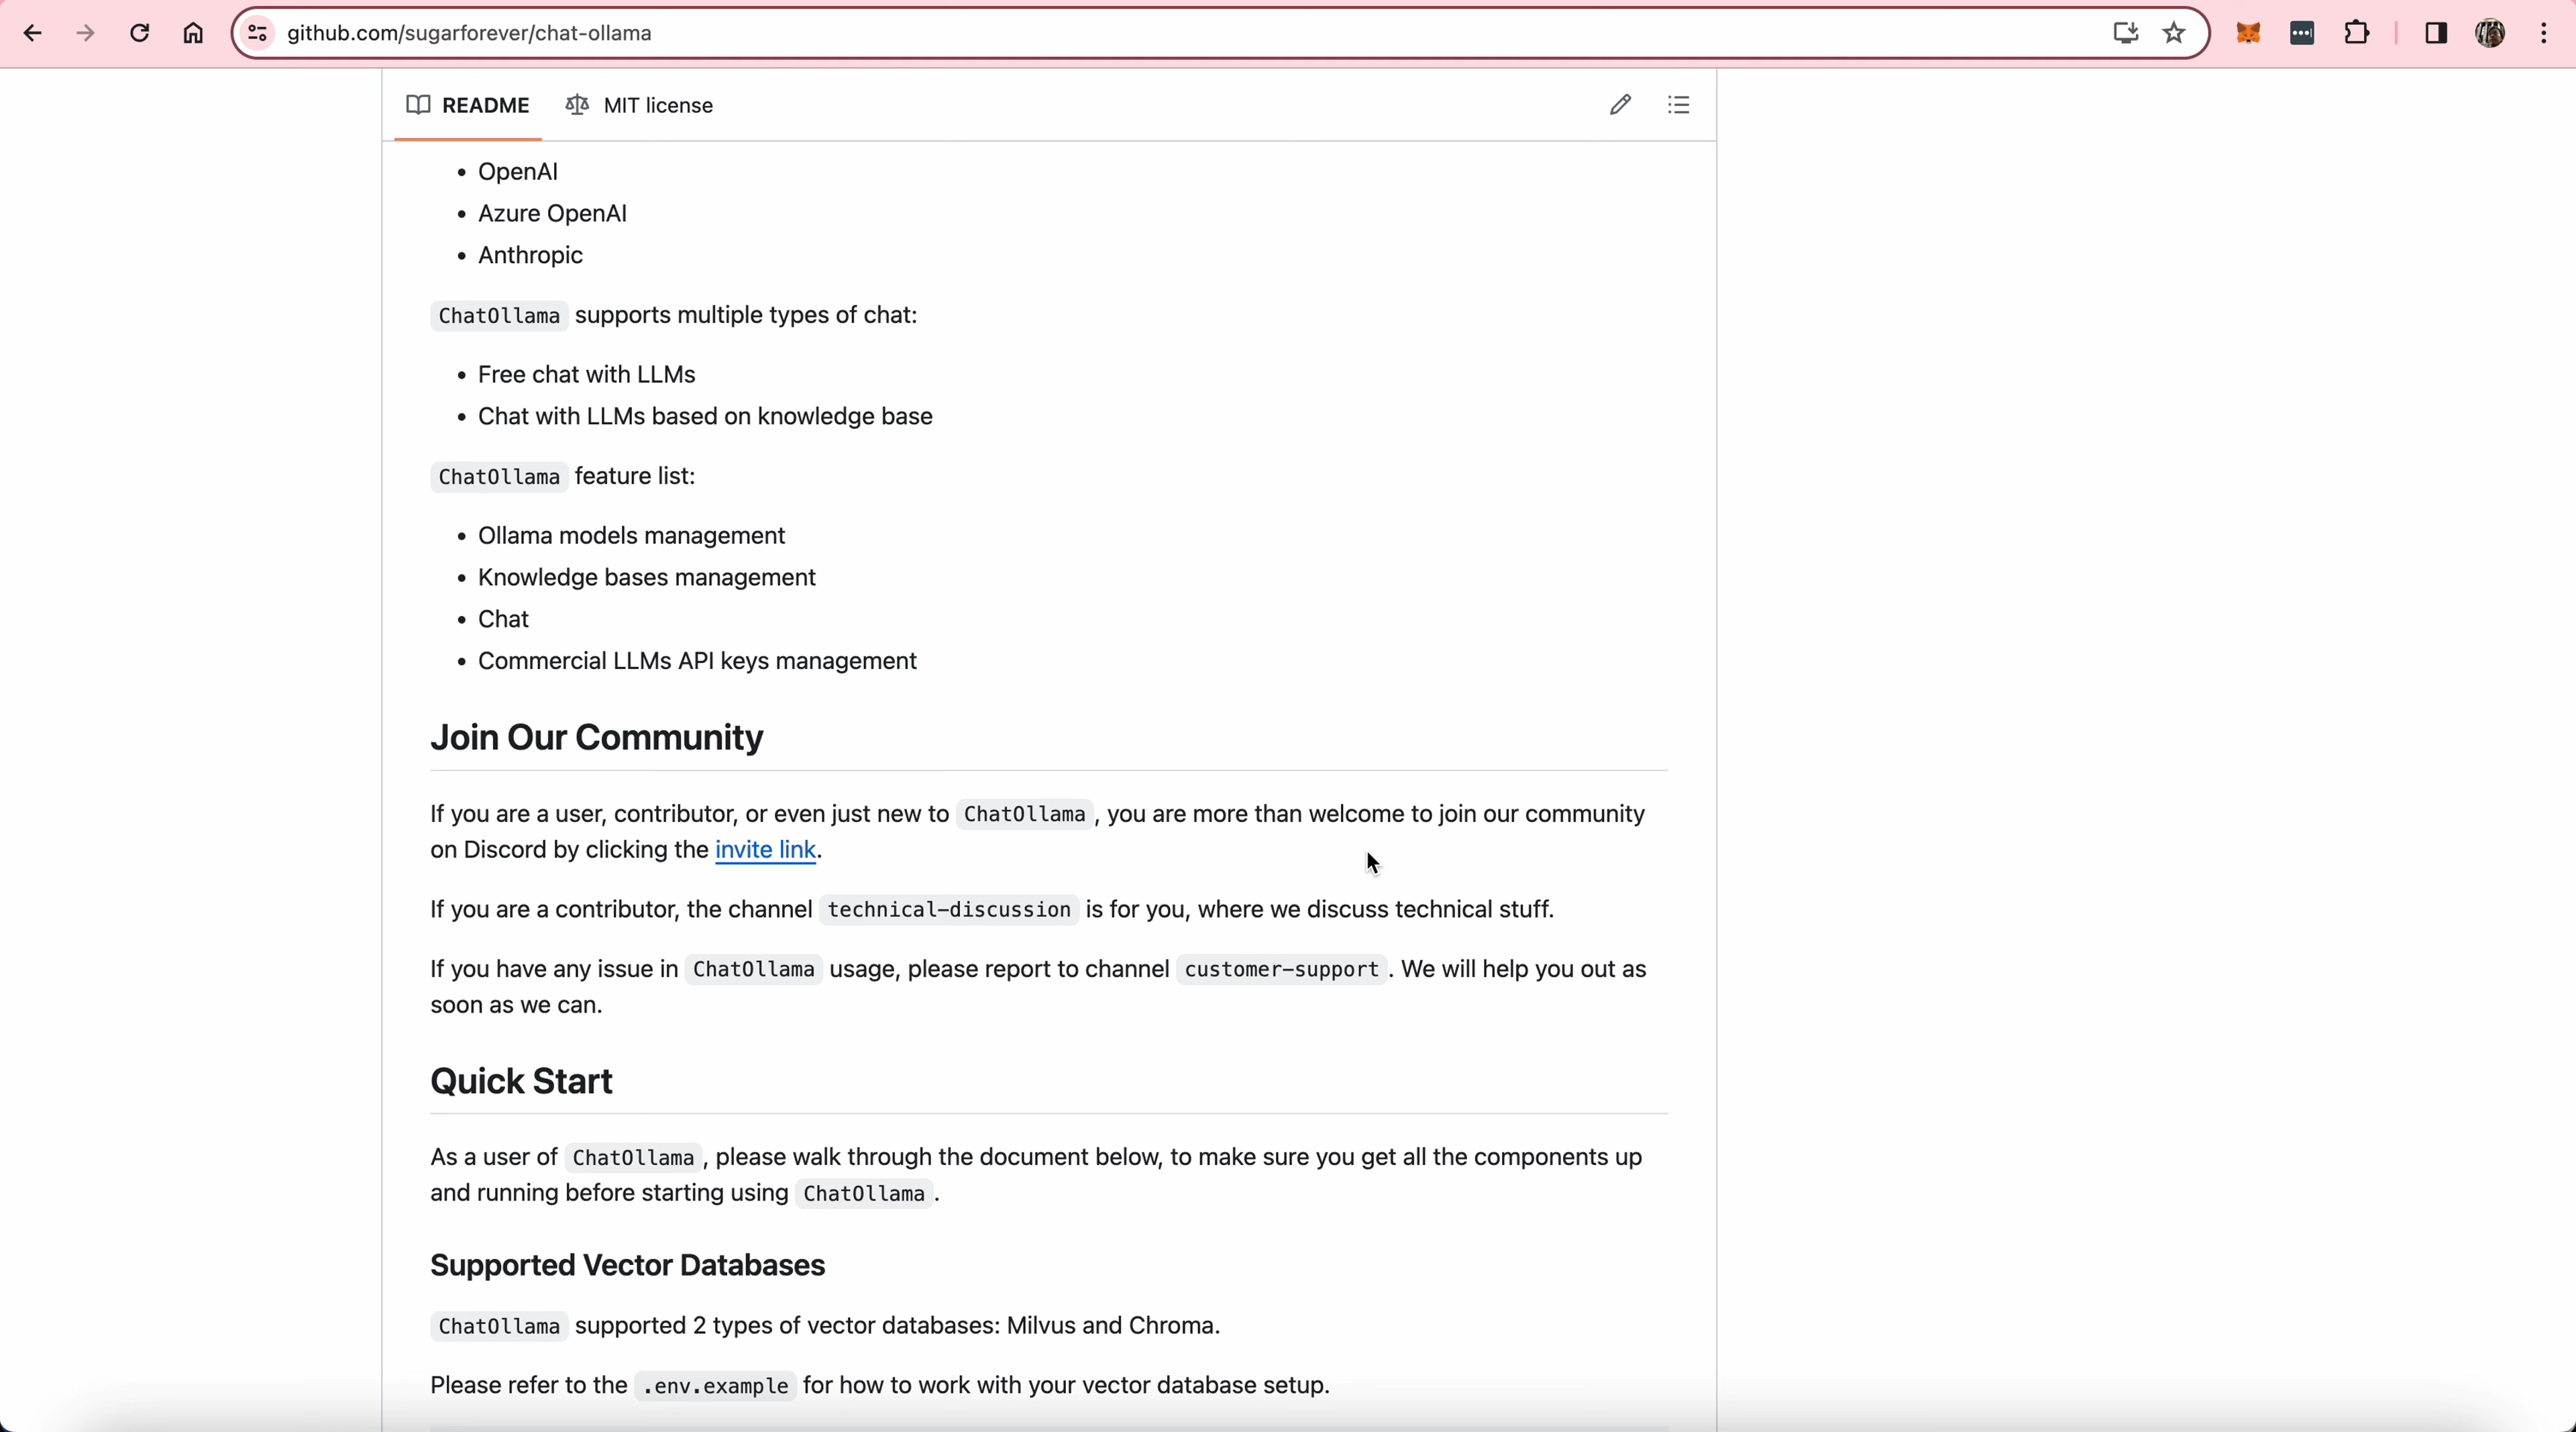 github.com/sugarforever/chat-ollama
README MIT license
• OpenAI
• Azure OpenAI
• Anthropic
ChatOllama supports multiple types of chat:
• Free chat with LLMs
• Chat with LLMs based on knowledge base
ChatOllama feature list:
• Ollama models management
• Knowledge bases management
• Chat
• Commercial LLMs API keys management
Join Our Community
If you are a user, contributor, or even just new to ChatOllama, you are more than welcome to join our community
on Discord by clicking the invite link.
If you are a contributor, the channel technical-discussion is for you, where we discuss technical stuff.
If you have any issue in ChatOllama usage, please report to channel customer-support. We will help you out as
soon as we can.
Quick Start
As a user of ChatOllama, please walk through the document below, to make sure you get all the components up
and running before starting using ChatOllama.
Supported Vector Databases
ChatOllama supported 2 types of vector databases: Milvus and Chroma.
Please refer to the .env.example for how to work with your vector database setup.